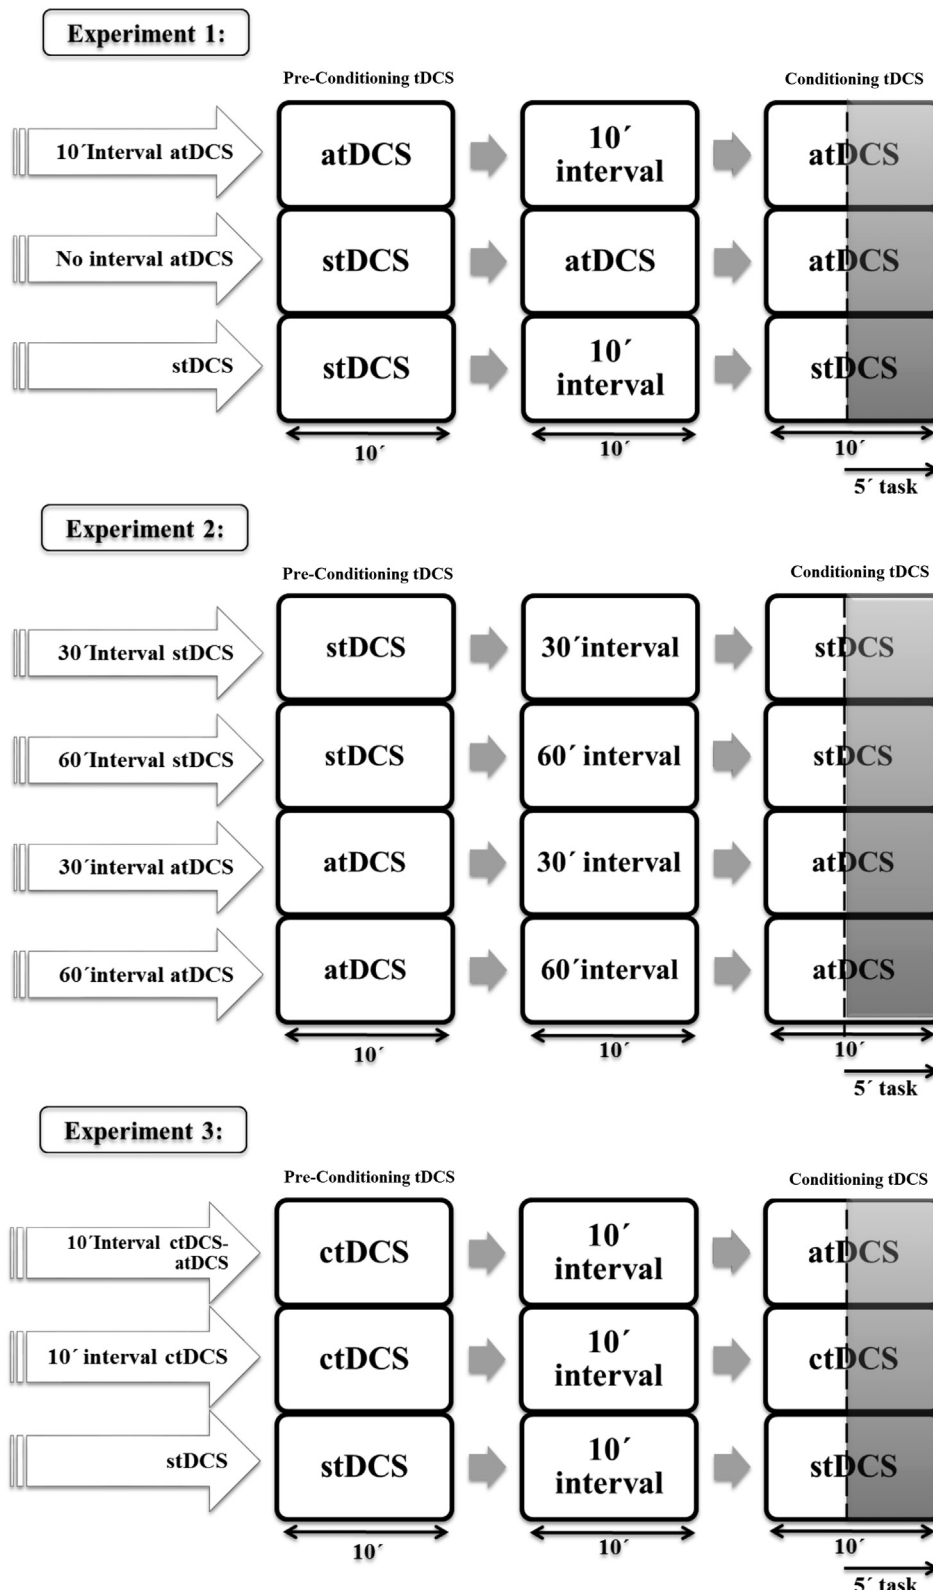 Experiment 1:
Pre-Conditioning tDCS
Conditioning tDCS
10´Interval atDCS
atDCS
10´
interval
atDCS
No interval atDCS
stDCS
atDCS
atDCS
stDCS
stDCS
10´
interval
stDCS
10´
10´
5´ task
Experiment 2:
Pre-Conditioning tDCS
Conditioning tDCS
30´Interval stDCS
stDCS
30´interval
stDCS
60´Interval stDCS
stDCS
60´ interval
stDCS
30´interval atDCS
atDCS
30´ interval
atDCS
60´interval atDCS
atDCS
60´interval
atDCS
10´
10´
10´
5´ task
Experiment 3:
Pre-Conditioning tDCS
Conditioning tDCS
10´Interval ctDCS-
atDCS
ctDCS
10´
interval
atDCS
10´ interval ctDCS
ctDCS
10´
interval
ctDCS
stDCS
stDCS
10´
interval
stDCS
10´
10´
10´
5´ task